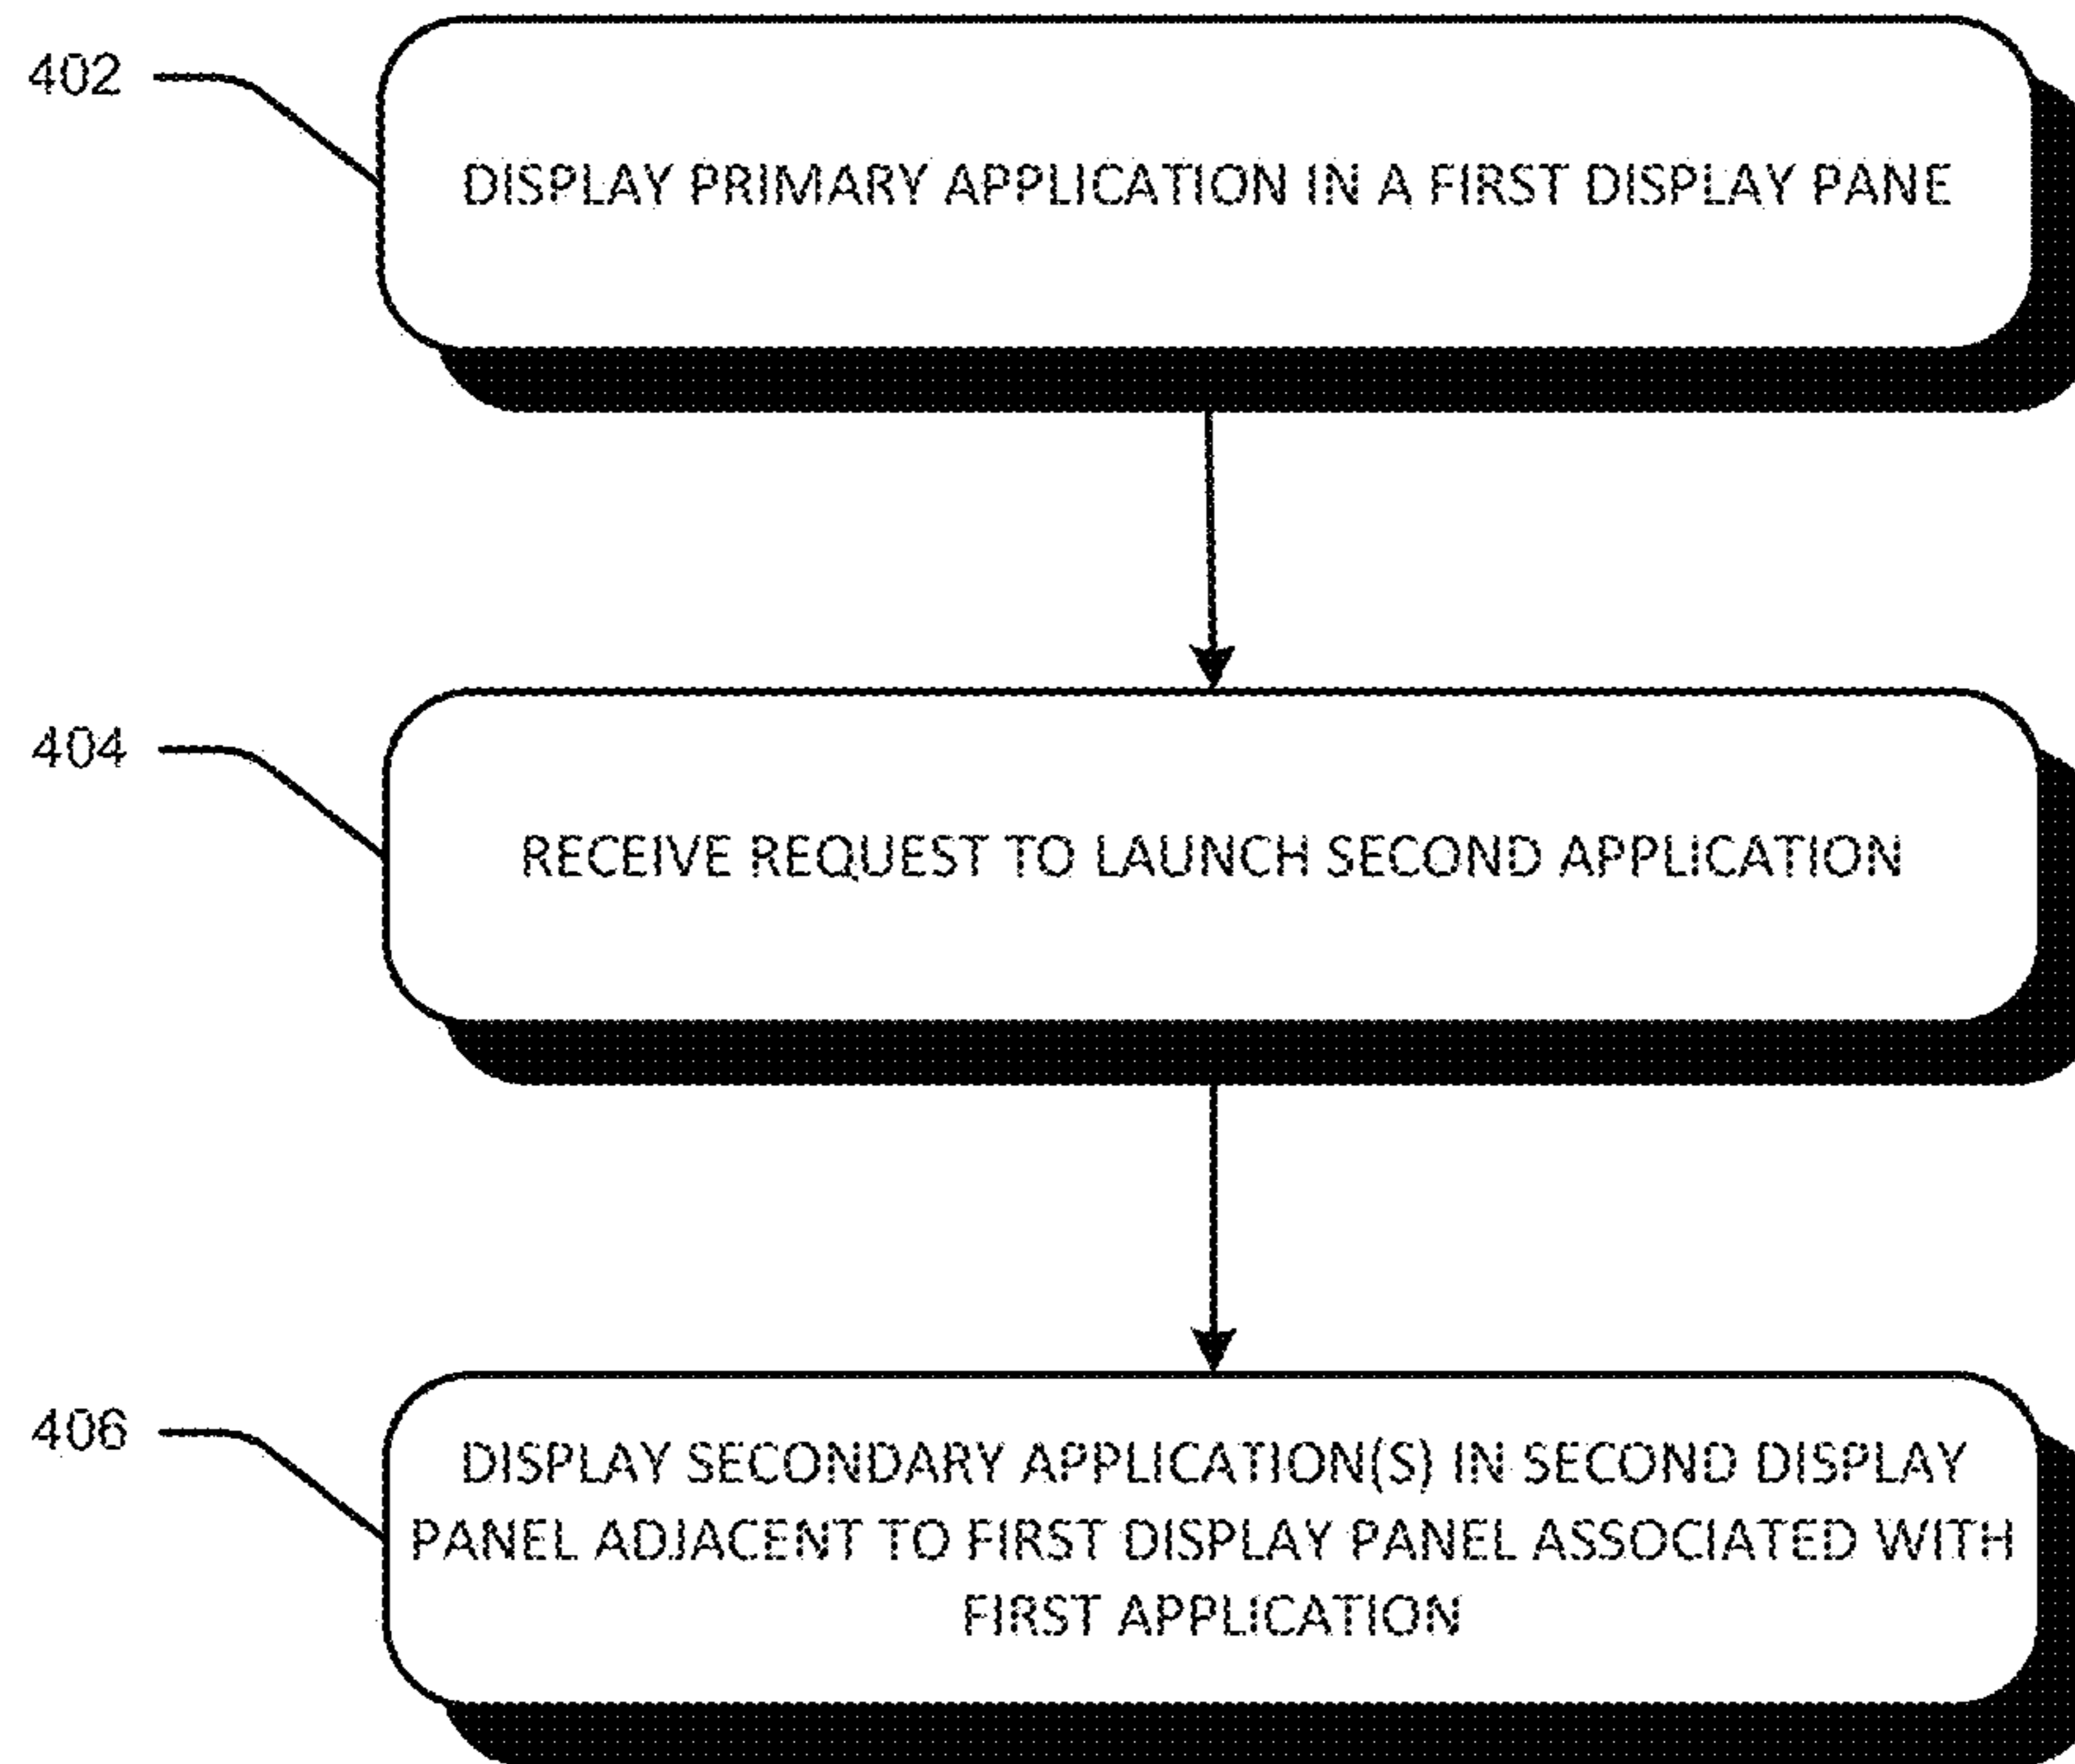 402
DISPLAY PRIMARY APPLICATION IN A FIRST DISPLAY PANE
404
RECEIVE REQUEST TO LAUNCH SECOND APPLICATION
406
DISPLAY SECONDARY APPLICATION(S) IN SECOND DISPLAY
PANEL ADJACENT TO FIRST DISPLAY PANEL ASSOCIATED WITH
FIRST APPLICATION